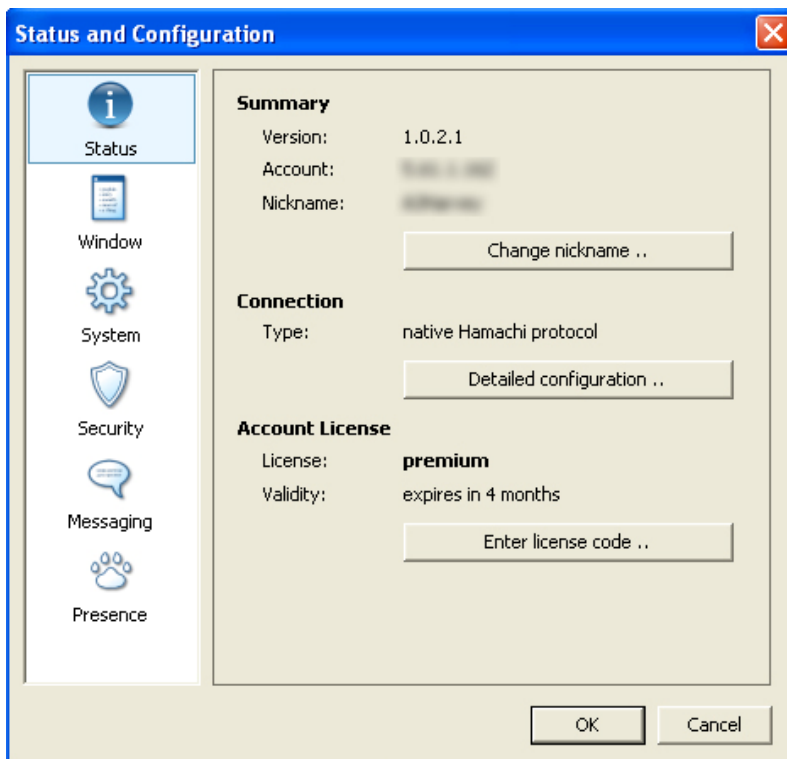 Status and Configuration
Status
Window
System
Security
Messaging
Presence
Summary
Version: 1.0.2.1
Account:
Nickname:
Change nickname ..
Connection
Type: native Hamachi protocol
Detailed configuration ..
Account License
License: premium
Validity: expires in 4 months
Enter license code ..
OK Cancel